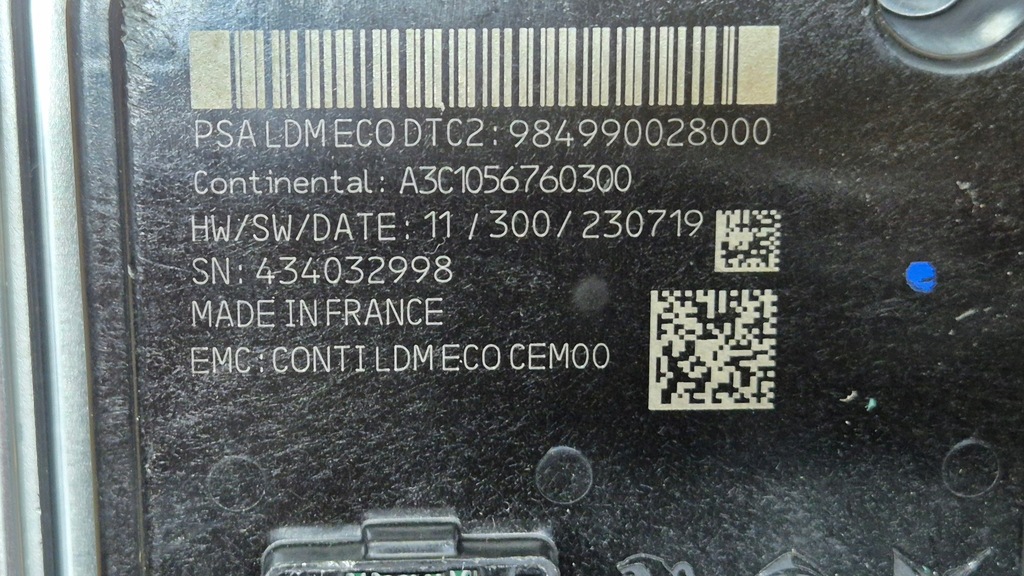 PSA LDM ECO DTC2: 984990028000
Continental: A3C1056760300
HW/SW/DATE: 11 / 300 / 230719
SN: 434032998
MADE IN FRANCE
EMC: CONTI LDM ECO CEM00